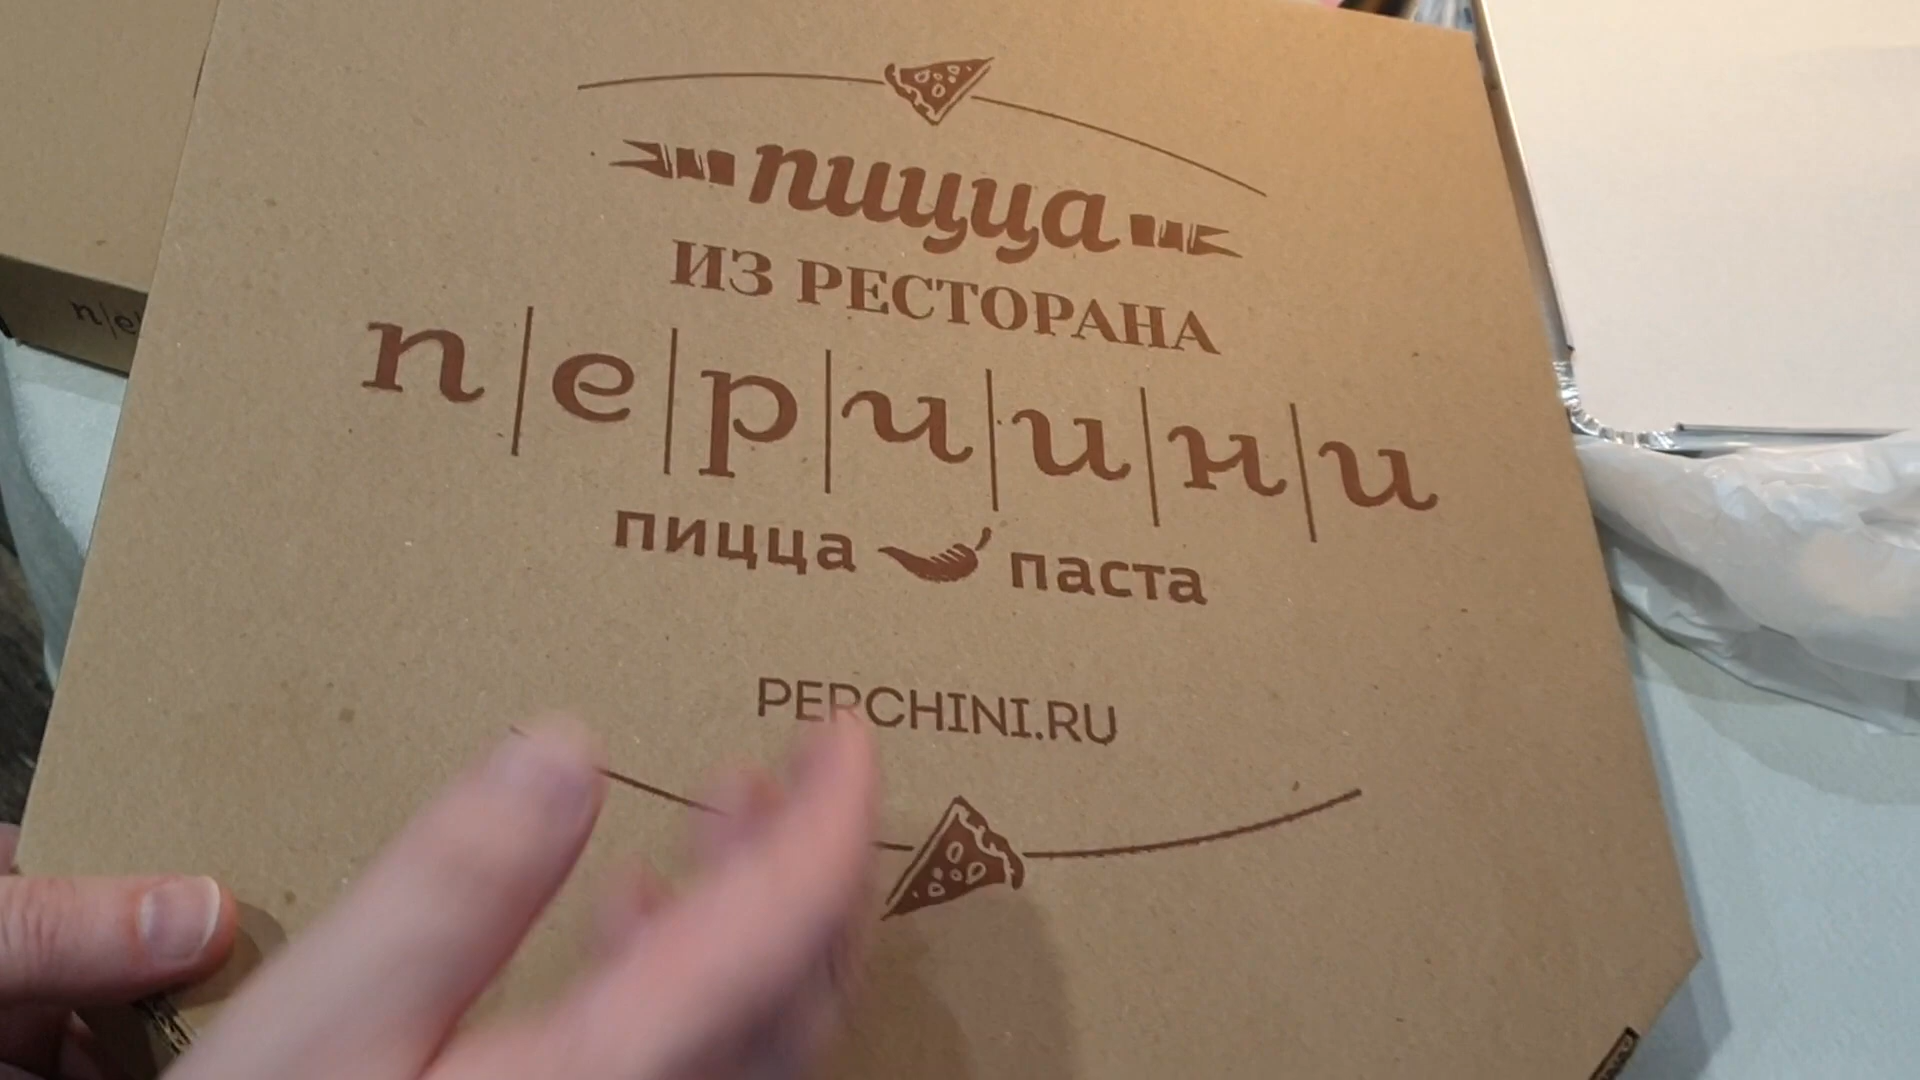 пицца
ИЗ РЕСТОРАНА
п|е|р|ч|и|н|и
пицца паста
PERCHINI.RU
п|е|